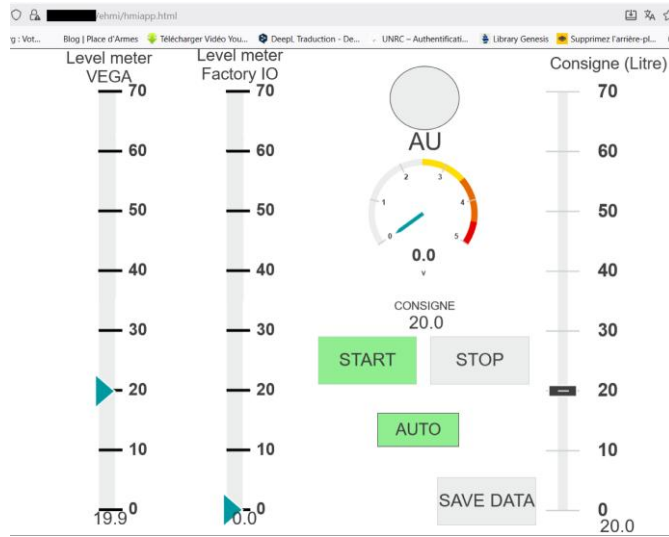 /ehmi/hmiapp.html
rg : Vot... Blog | Place d'Armes Télécharger Vidéo You... DeepL Traduction - De... UNRC – Authentificati... Library Genesis Supprimez l'arrière-pl...
Level meter
VEGA
70
60
50
40
30
20
10
0
19.9
Level meter
Factory IO
70
60
50
40
30
20
10
0
0.0
AU
0
1
2
3
4
5
0.0
v
CONSIGNE
20.0
START STOP
AUTO
SAVE DATA
Consigne (Litre)
70
60
50
40
30
20
10
0
20.0